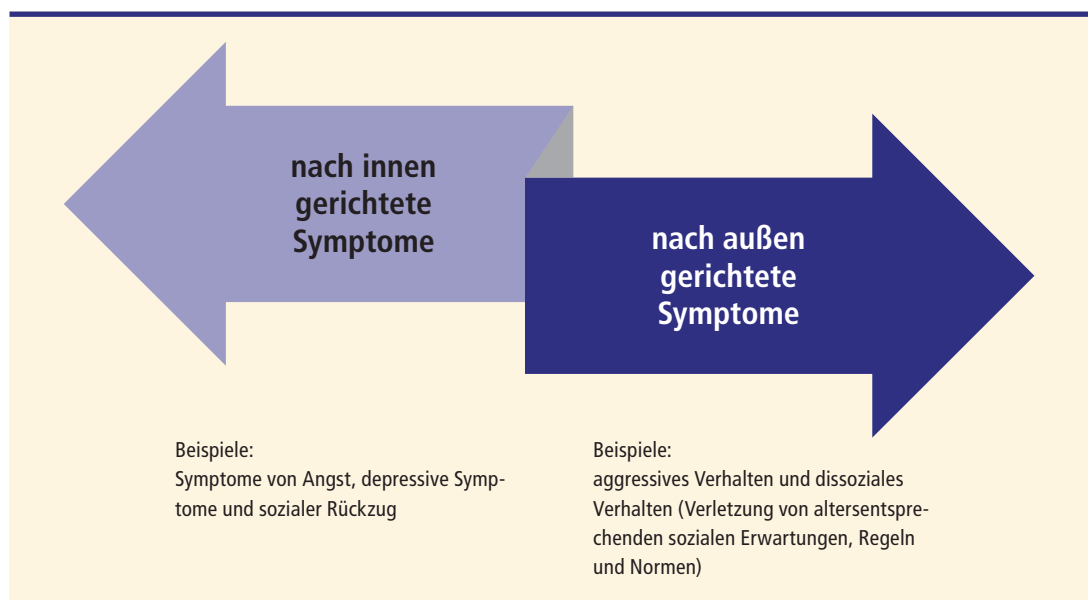 nach innen
gerichtete
Symptome
nach außen
gerichtete
Symptome
Beispiele:
Symptome von Angst, depressive Symp-
tome und sozialer Rückzug
Beispiele:
aggressives Verhalten und dissoziales
Verhalten (Verletzung von altersentspre-
chenden sozialen Erwartungen, Regeln
und Normen)